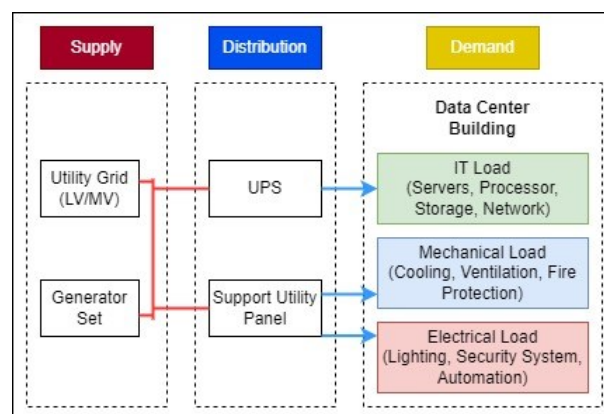 Supply
Distribution
Demand
Data Center
Building
Utility Grid
(LV/MV)
UPS
IT Load
(Servers, Processor,
Storage, Network)
Generator
Set
Support Utility
Panel
Mechanical Load
(Cooling, Ventilation, Fire
Protection)
Electrical Load
(Lighting, Security System,
Automation)